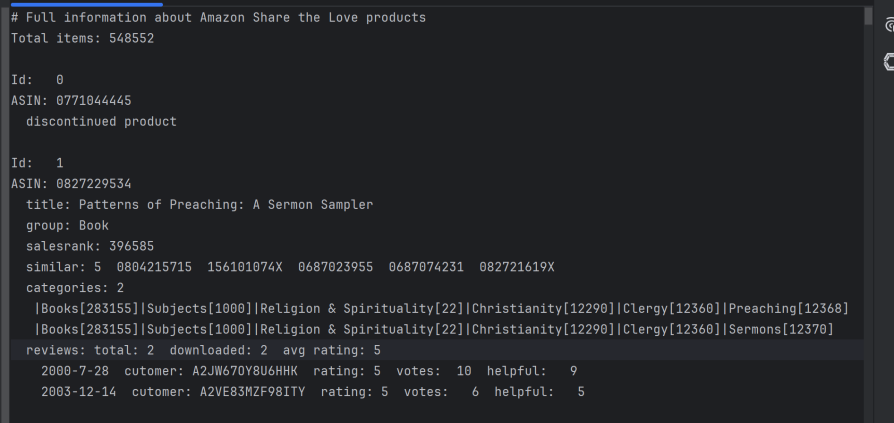 # Full information about Amazon Share the Love products
Total items: 548552
Id:   0
ASIN: 0771044445
  discontinued product
Id:   1
ASIN: 0827229534
  title: Patterns of Preaching: A Sermon Sampler
  group: Book
  salesrank: 396585
  similar: 5  0804215715  156101074X  0687023955  0687074231  082721619X
  categories: 2
   |Books[283155]|Subjects[1000]|Religion & Spirituality[22]|Christianity[12290]|Clergy[12360]|Preaching[12368]
   |Books[283155]|Subjects[1000]|Religion & Spirituality[22]|Christianity[12290]|Clergy[12360]|Sermons[12370]
  reviews: total: 2  downloaded: 2  avg rating: 5
    2000-7-28  cutomer: A2JW67OY8U6HHK  rating: 5  votes:  10  helpful:   9
    2003-12-14  cutomer: A2VE83MZF98ITY  rating: 5  votes:   6  helpful:   5